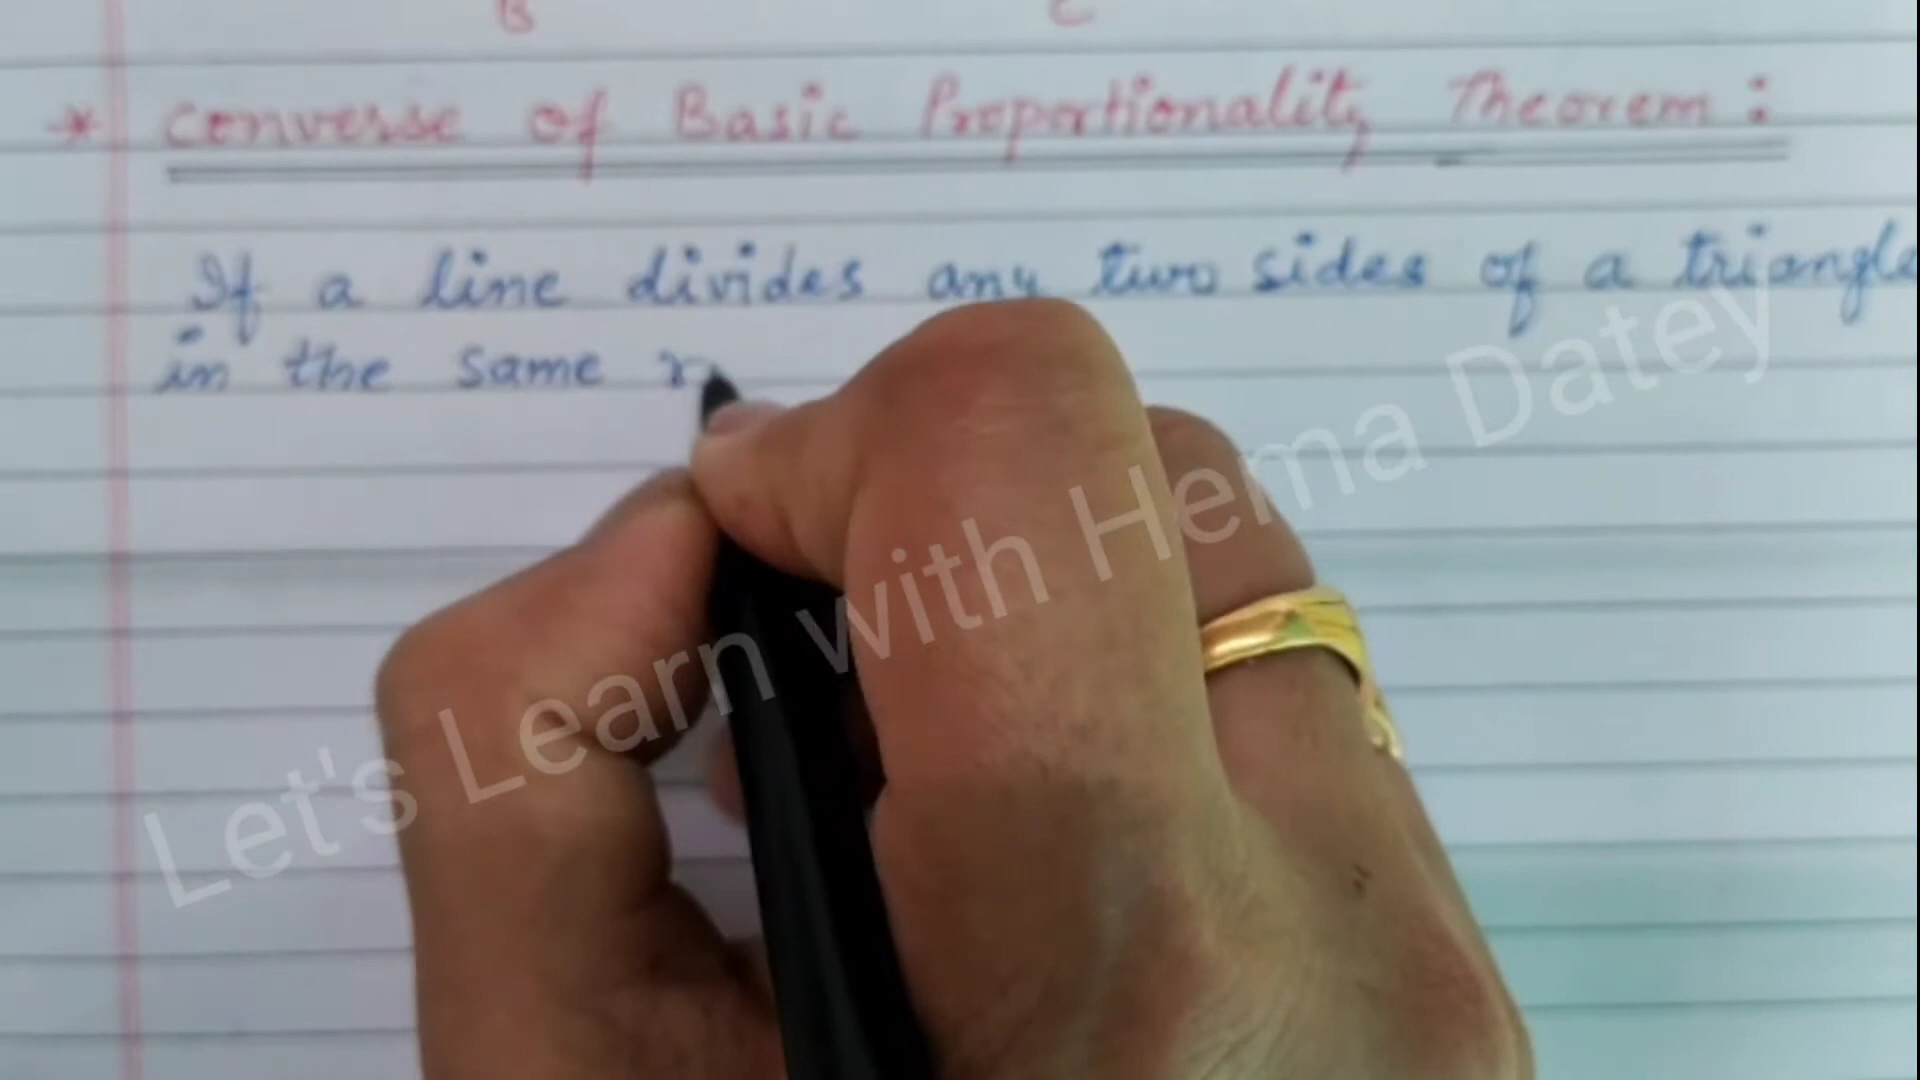 B C
* Converse of Basic Proportionality Theorem :
If a line divides any two sides of a triangle
in the same
Let's Learn with Hema Datey